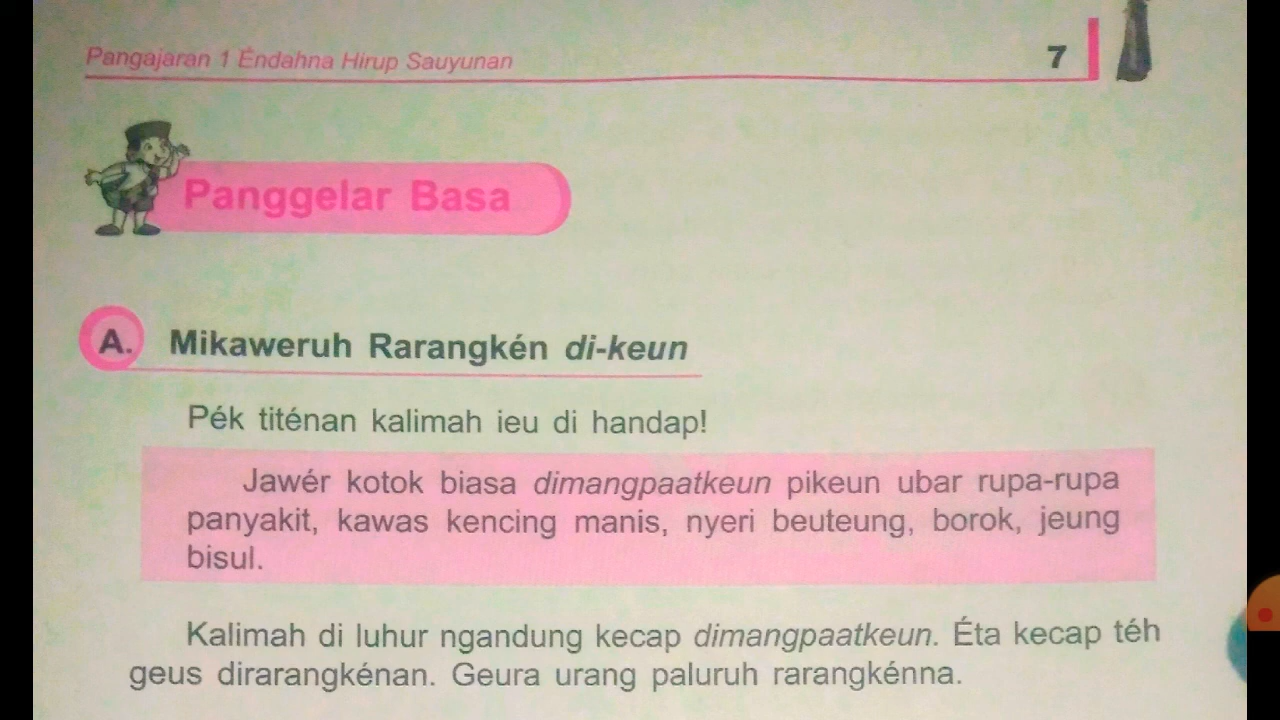 Pangajaran 1 Éndahna Hirup Sauyunan
7
Panggelar Basa
A. Mikaweruh Rarangkén di-keun
Pék titénan kalimah ieu di handap!
Jawér kotok biasa dimangpaatkeun pikeun ubar rupa-rupa
panyakit, kawas kencing manis, nyeri beuteung, borok, jeung
bisul.
Kalimah di luhur ngandung kecap dimangpaatkeun. Éta kecap téh
geus dirarangkénan. Geura urang paluruh rarangkénna.